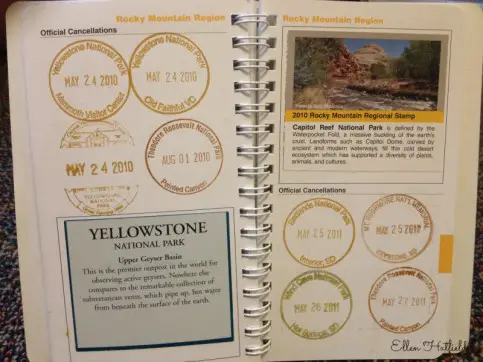 Rocky Mountain Region
Official Cancellations
Yellowstone National Park
MAY 24 2010
Mammoth Visitor Center
Yellowstone National Park
MAY 24 2010
Old Faithful VC
MAY 24 2010
YELLOWSTONE
NATIONAL PARK
Theodore Roosevelt National Park
AUG 01 2010
Painted Canyon
YELLOWSTONE
NATIONAL PARK
Upper Geyser Basin
This is the premier outpost in the world for
observing active geysers. Nowhere else
compares to the remarkable collection of
subterranean vents, which pipe up, hot water
from beneath the surface of the earth.
Rocky Mountain Region
2010 Rocky Mountain Regional Stamp
Capitol Reef National Park is defined by the
Waterpocket Fold, a massive buckling of the earth's
crust. Landforms such as Capitol Dome, carved by
ancient and modern waterways, fill the cold desert
ecosystem which has supported a diversity of plants,
animals, and cultures.
Official Cancellations
Badlands National Park
MAY 25 2011
Interior, SD
MT. RUSHMORE NAT'L MEMORIAL
MAY 25 2011
KEYSTONE, SD
Wind Cave National Park
MAY 26 2011
Hot Springs, SD
Theodore Roosevelt National Park
MAY 27 2011
Painted Canyon
Ellen Hatfield